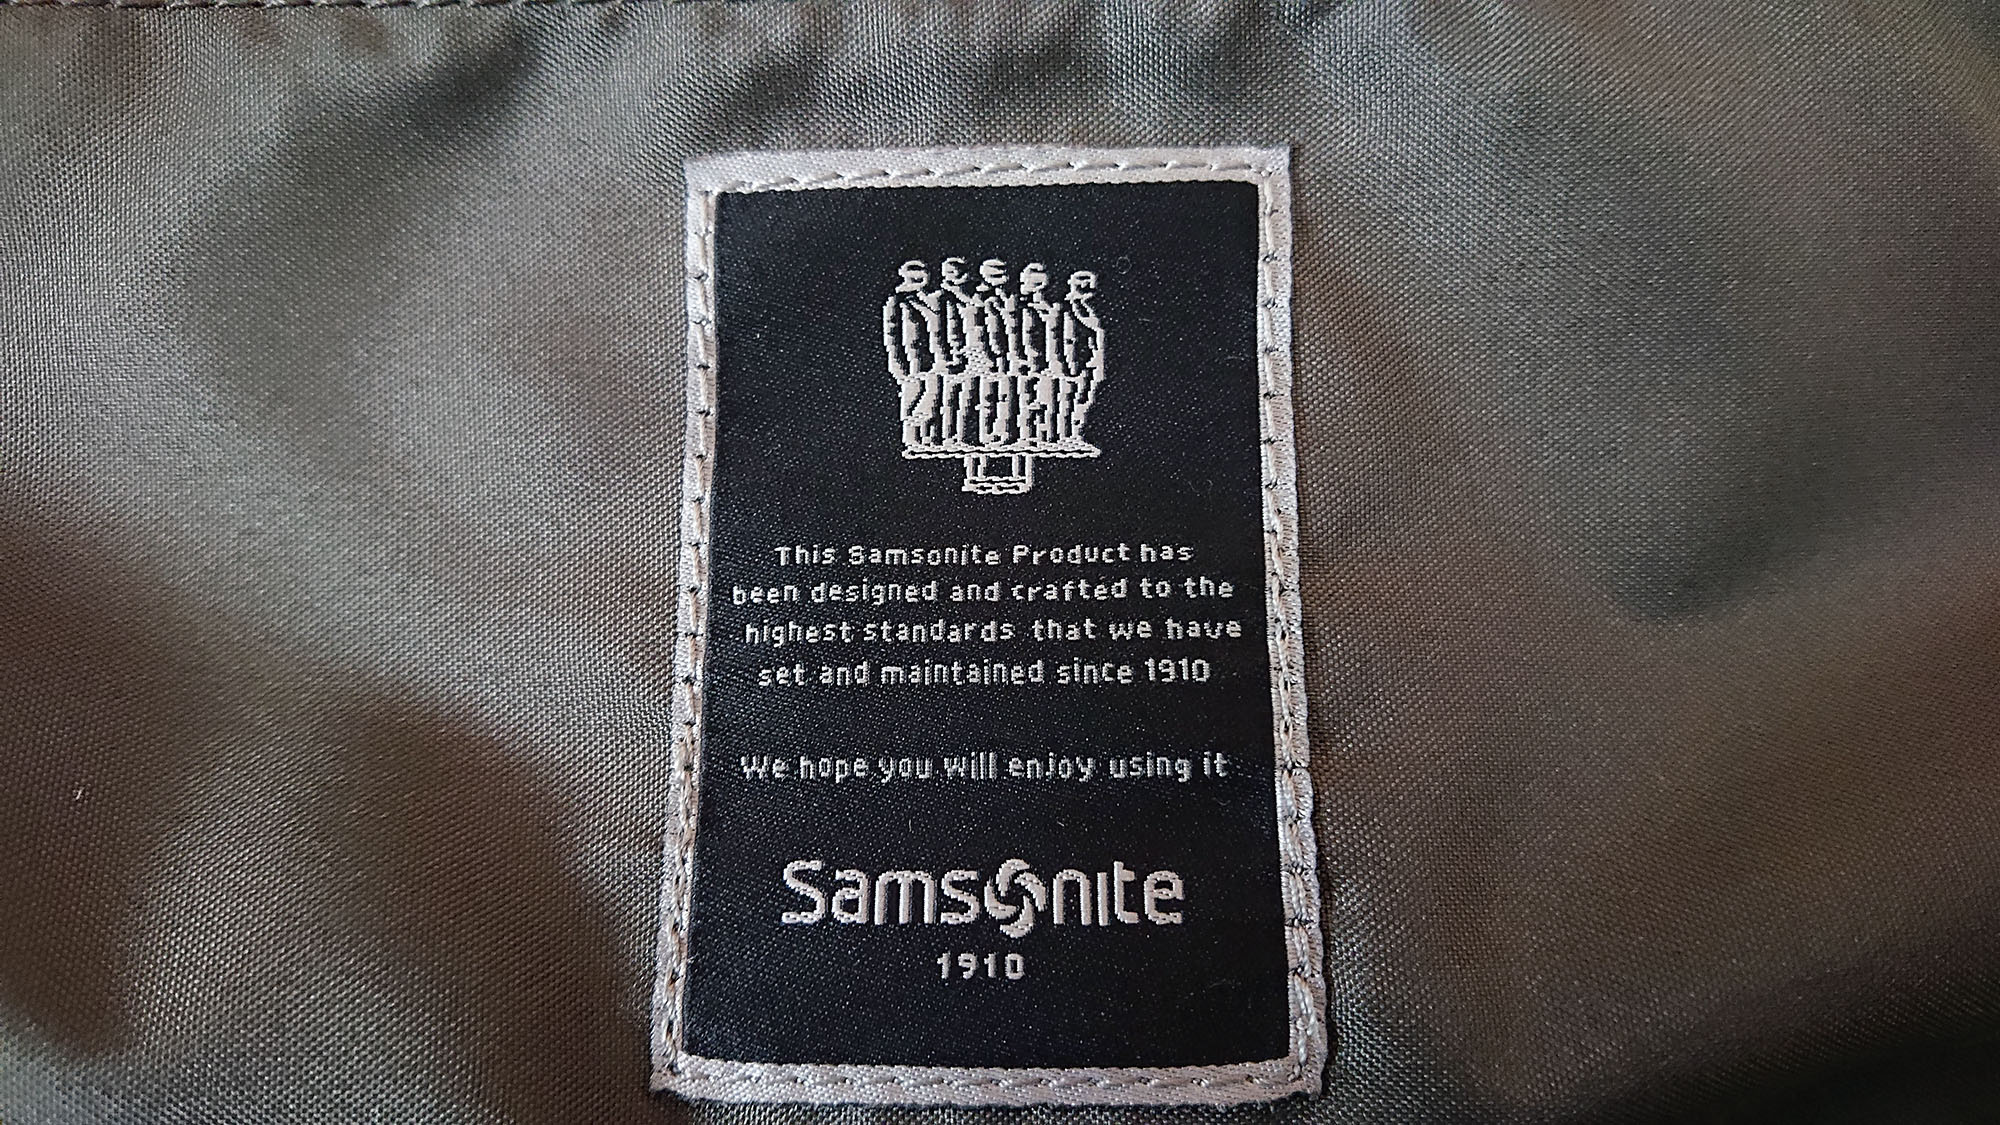 This Samsonite Product has
been designed and crafted to the
highest standards that we have
set and maintained since 1910
We hope you will enjoy using it
Samsonite
1910